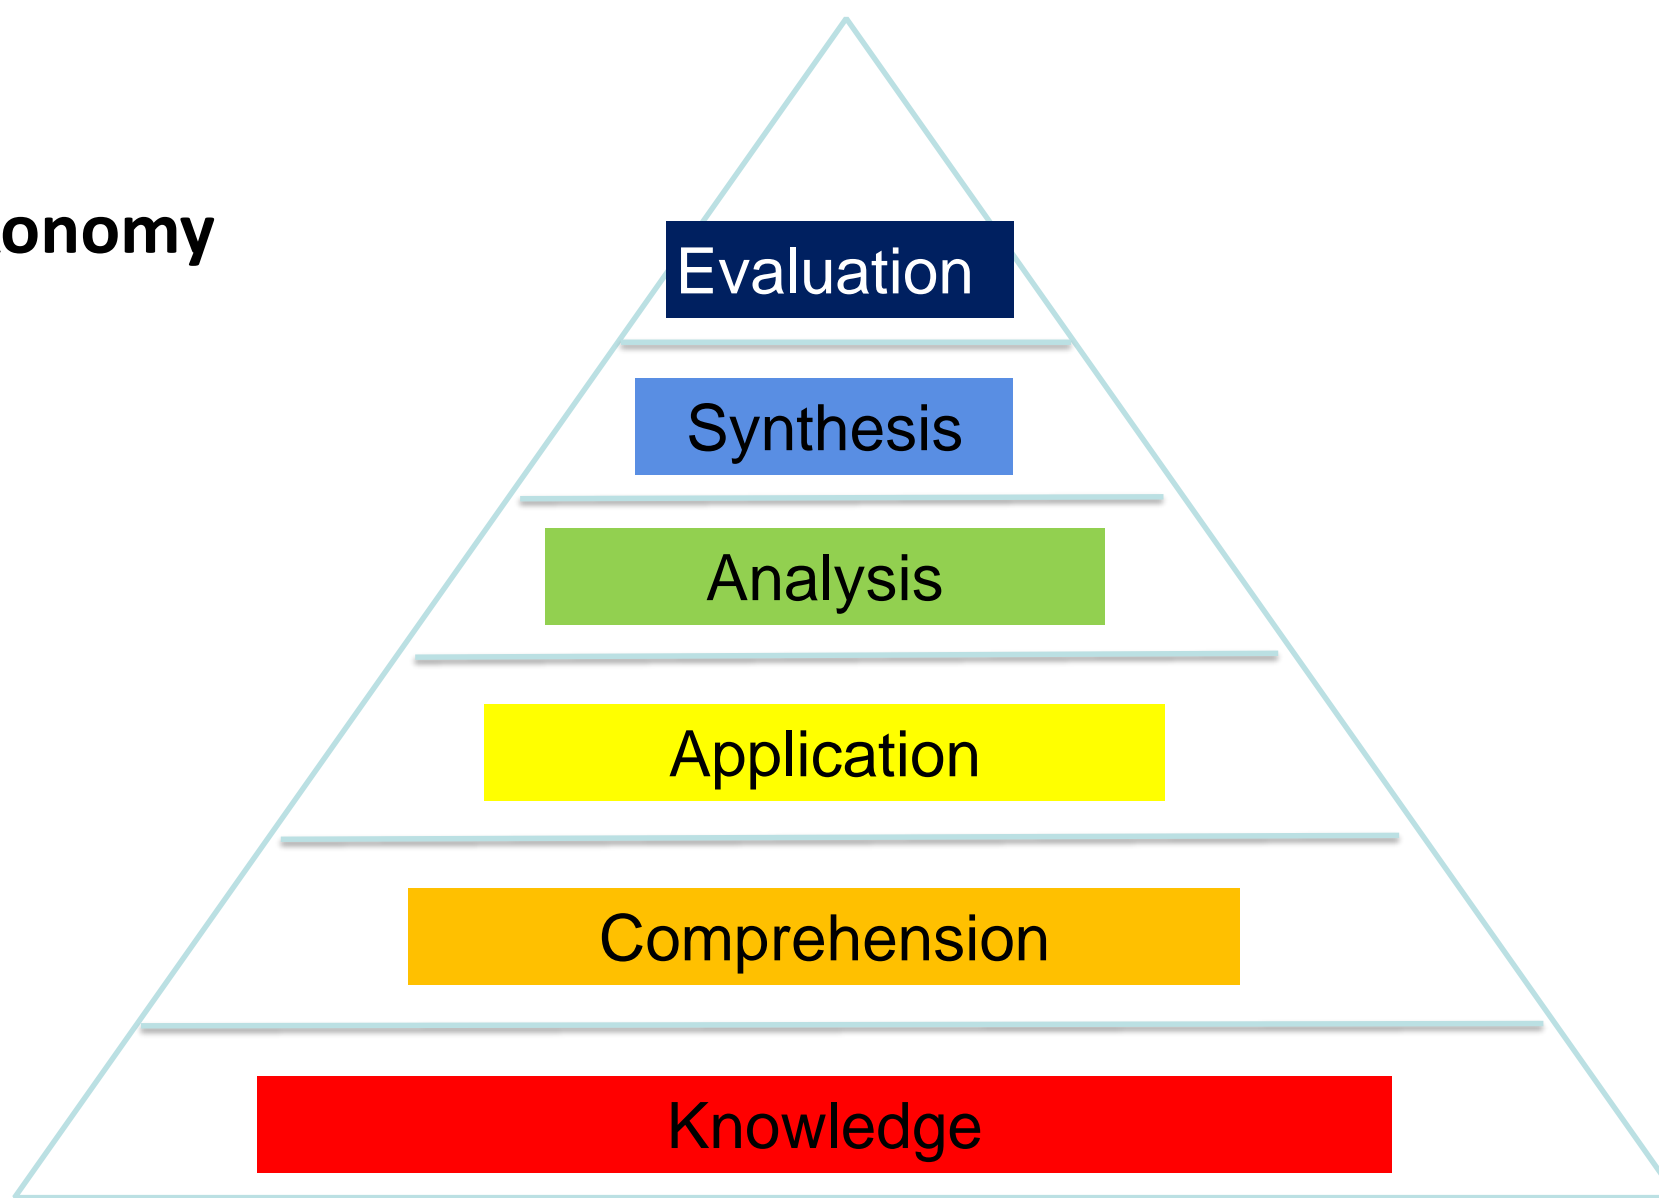 onomy
Evaluation
Synthesis
Analysis
Application
Comprehension
Knowledge